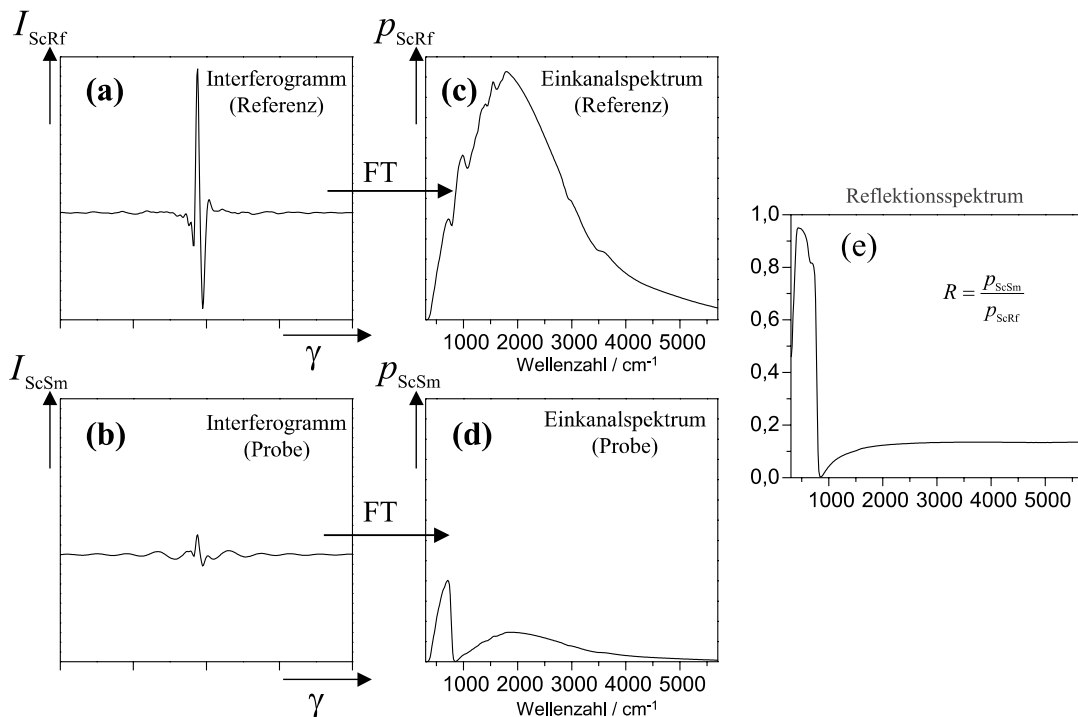 I_ScRf
(a)
Interferogramm
(Referenz)
γ
FT
p_ScRf
(c)
Einkanalspektrum
(Referenz)
1000 2000 3000 4000 5000
Wellenzahl / cm⁻¹
I_ScSm
(b)
Interferogramm
(Probe)
γ
FT
p_ScSm
(d)
Einkanalspektrum
(Probe)
1000 2000 3000 4000 5000
Wellenzahl / cm⁻¹
Reflektionsspektrum
(e)
R = p_ScSm / p_ScRf
1,0
0,8
0,6
0,4
0,2
0,0
1000 2000 3000 4000 5000